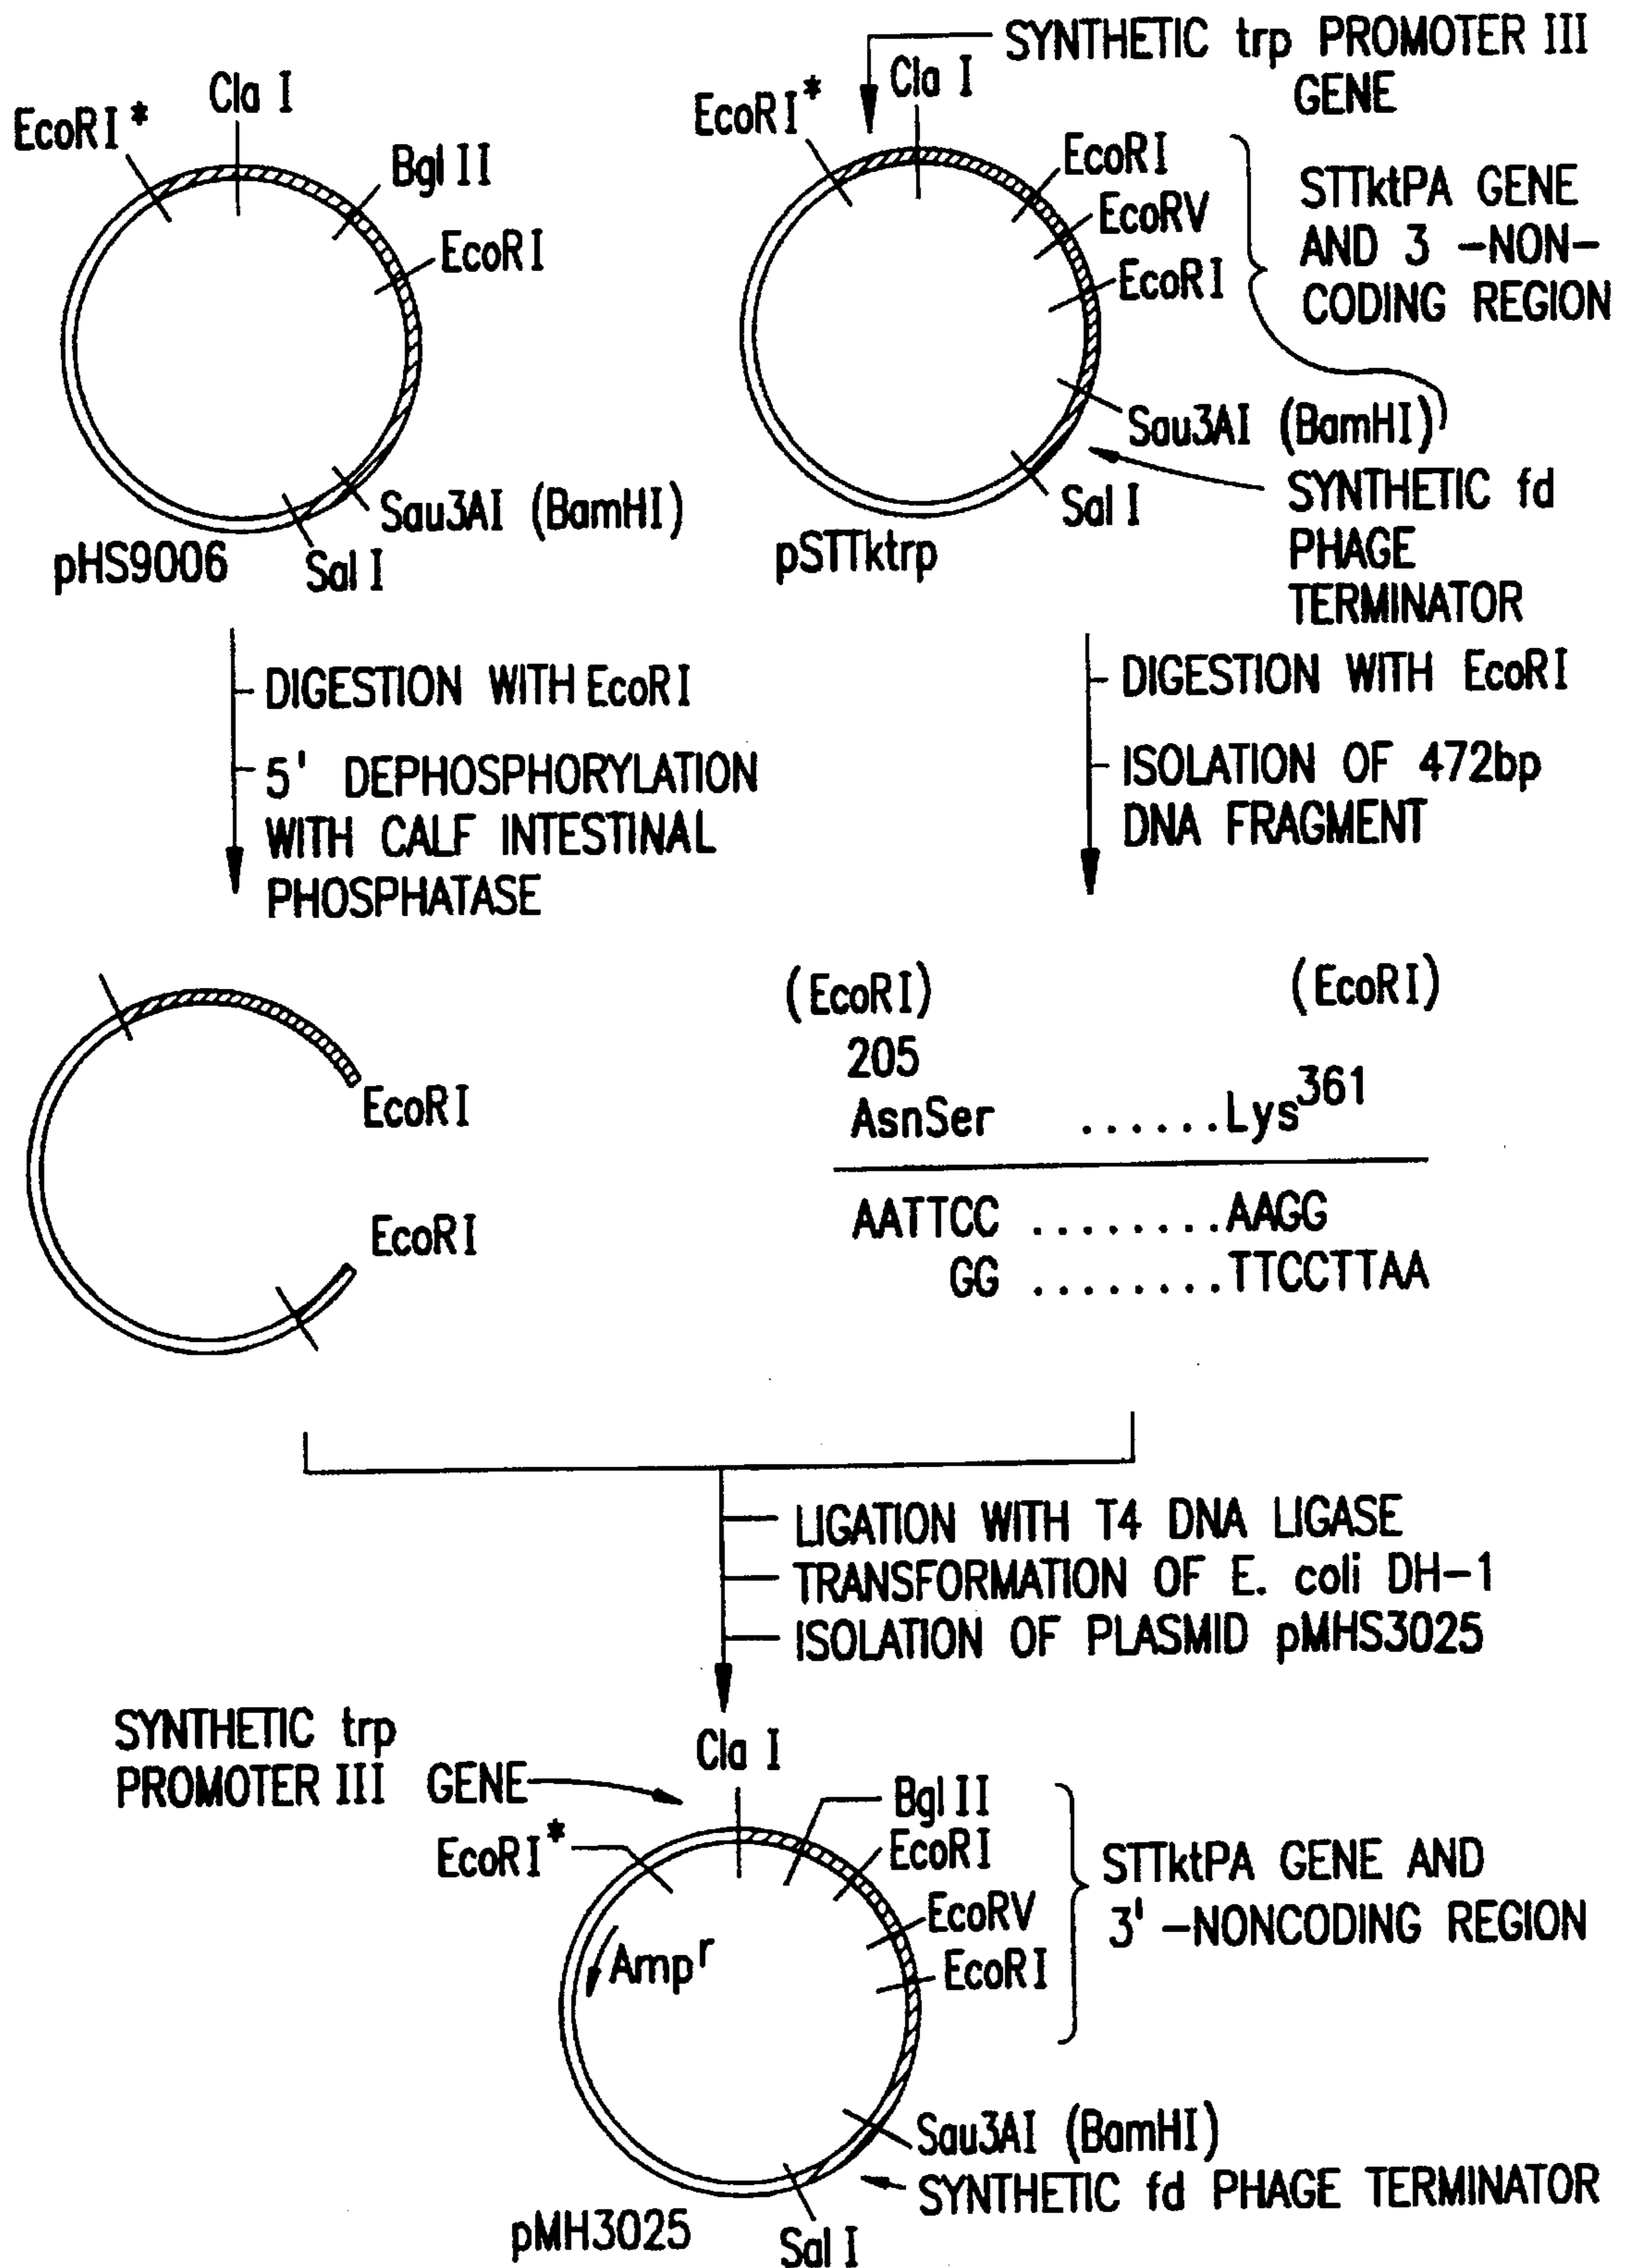 EcoRI*
Cla I
Bgl II
EcoRI
Sau3AI (BamHI)
Sal I
pHS9006
SYNTHETIC trp PROMOTER III
GENE
EcoRI*
Cla I
EcoRI
EcoRV
EcoRI
STTktPA GENE
AND 3 -NON-
CODING REGION
Sau3AI (BamHI)
SYNTHETIC fd
PHAGE
TERMINATOR
Sal I
pSTTktrp
DIGESTION WITH EcoRI
5' DEPHOSPHORYLATION
WITH CALF INTESTINAL
PHOSPHATASE
DIGESTION WITH EcoRI
ISOLATION OF 472bp
DNA FRAGMENT
EcoRI
EcoRI
(EcoRI) (EcoRI)
205
AsnSer ......Lys361
AATTCC ........AAGG
GG ........TTCCTTAA
LIGATION WITH T4 DNA LIGASE
TRANSFORMATION OF E. coli DH-1
ISOLATION OF PLASMID pMHS3025
SYNTHETIC trp
PROMOTER III GENE
Cla I
EcoRI*
Bgl II
EcoRI
EcoRV
EcoRI
STTktPA GENE AND
3' -NONCODING REGION
Ampr
Sau3AI (BamHI)
SYNTHETIC fd PHAGE TERMINATOR
Sal I
pMH3025